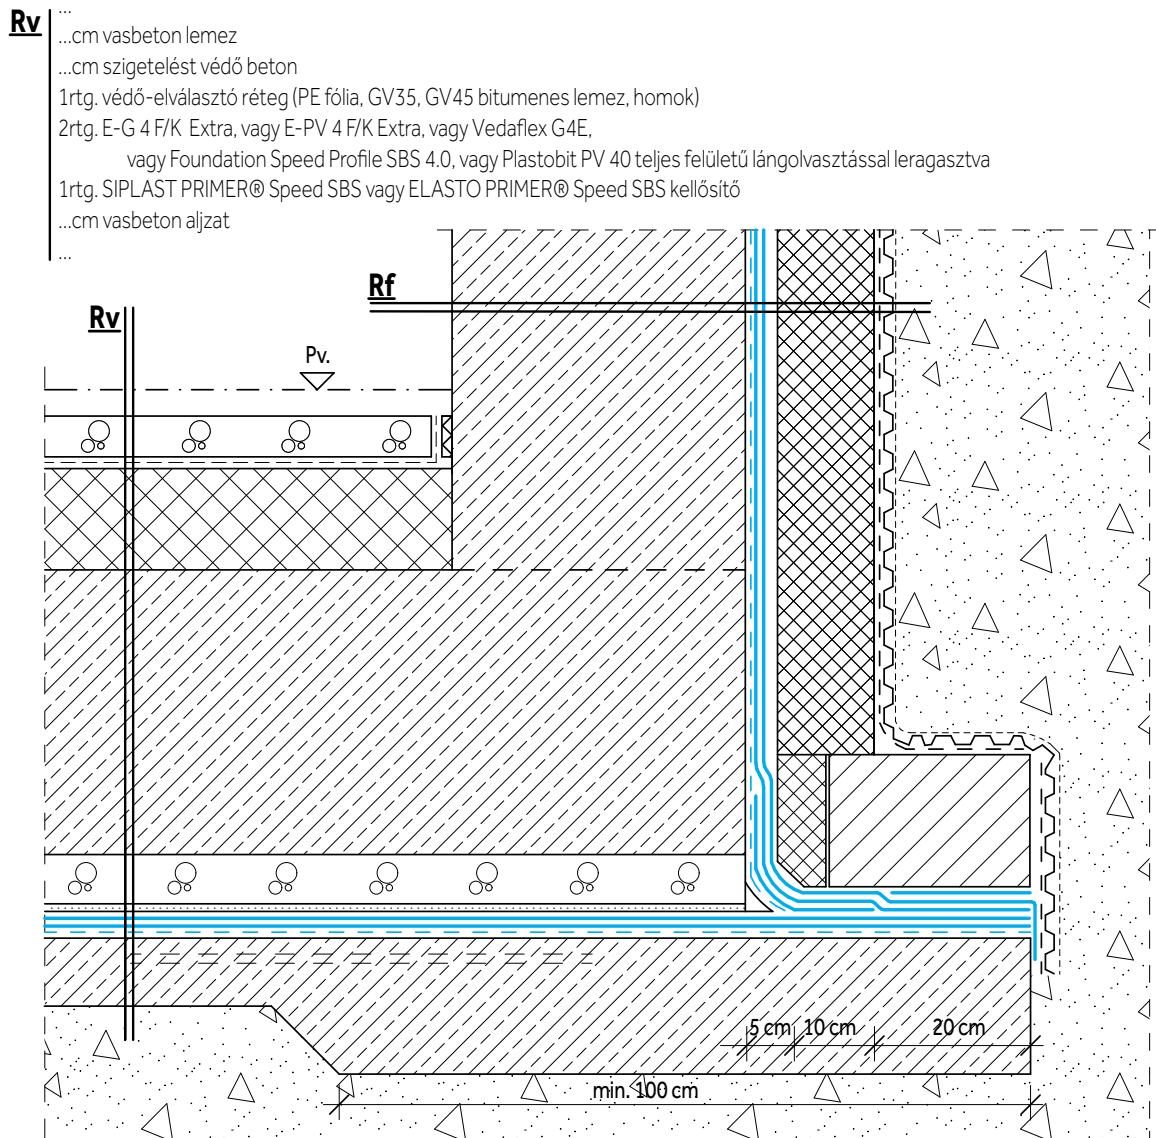 ...
Rv
...cm vasbeton lemez
...cm szigetelést védő beton
1rtg. védő-elválasztó réteg (PE fólia, GV35, GV45 bitumenes lemez, homok)
2rtg. E-G 4 F/K Extra, vagy E-PV 4 F/K Extra, vagy Vedaflex G4E,
vagy Foundation Speed Profile SBS 4.0, vagy Plastobit PV 40 teljes felületű lángolvasztással leragasztva
1rtg. SIPLAST PRIMER® Speed SBS vagy ELASTO PRIMER® Speed SBS kellősítő
...cm vasbeton aljzat
...
Rf
Rv
Pv.
5 cm 10 cm 20 cm
min. 100 cm